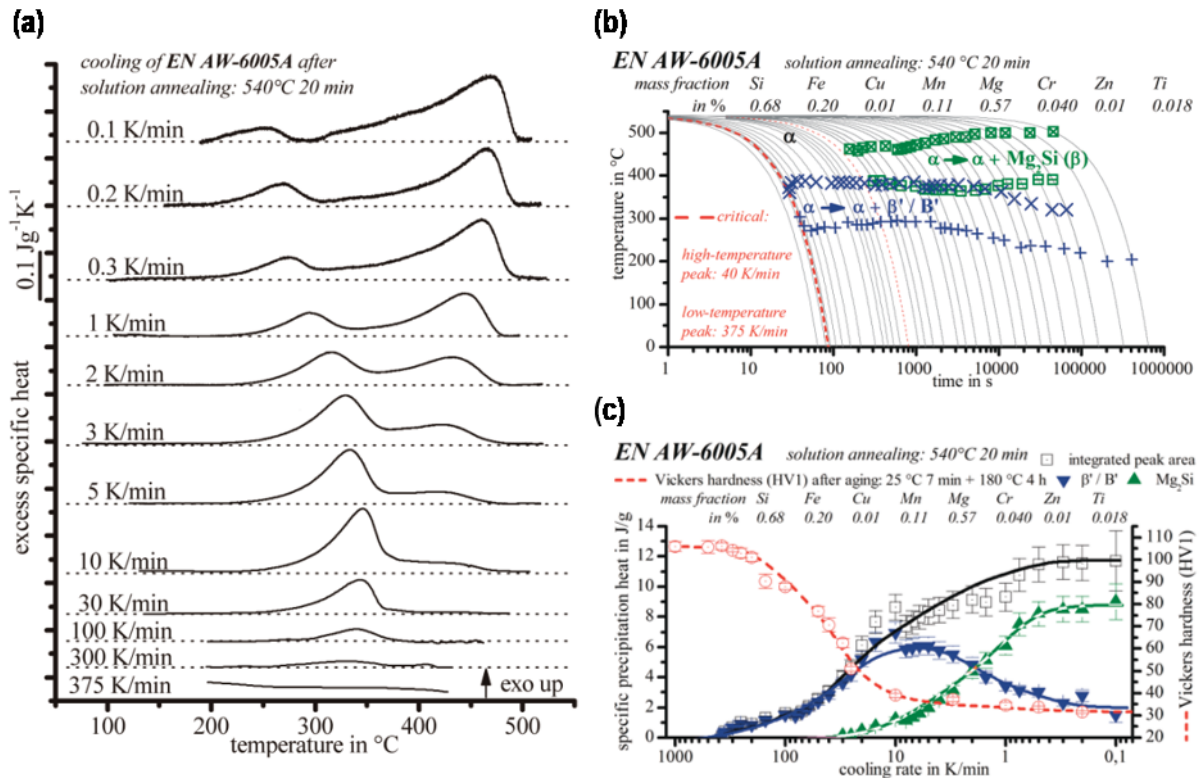 (a)
cooling of EN AW-6005A after
solution annealing: 540°C 20 min
0.1 K/min
0.2 K/min
0.3 K/min
1 K/min
2 K/min
3 K/min
5 K/min
10 K/min
30 K/min
100 K/min
300 K/min
375 K/min
exo up
0.1 Jg⁻¹K⁻¹
excess specific heat
100 200 300 400 500
temperature in °C
(b)
EN AW-6005A solution annealing: 540 °C 20 min
mass fraction Si Fe Cu Mn Mg Cr Zn Ti
in % 0.68 0.20 0.01 0.11 0.57 0.040 0.01 0.018
500
400
300
200
100
0
temperature in °C
α
α → α + Mg₂Si (β)
α → α + β' / B'
critical:
high-temperature
peak: 40 K/min
low-temperature
peak: 375 K/min
1 10 100 1000 10000 100000 1000000
time in s
(c)
EN AW-6005A solution annealing: 540°C 20 min
integrated peak area
Vickers hardness (HV1) after aging: 25 °C 7 min + 180 °C 4 h
β' / B'
Mg₂Si
mass fraction Si Fe Cu Mn Mg Cr Zn Ti
in % 0.68 0.20 0.01 0.11 0.57 0.040 0.01 0.018
14
12
10
8
6
4
2
0
specific precipitation heat in J/g
110
100
90
80
70
60
50
40
30
20
Vickers hardness (HV1)
1000 100 10 1 0,1
cooling rate in K/min